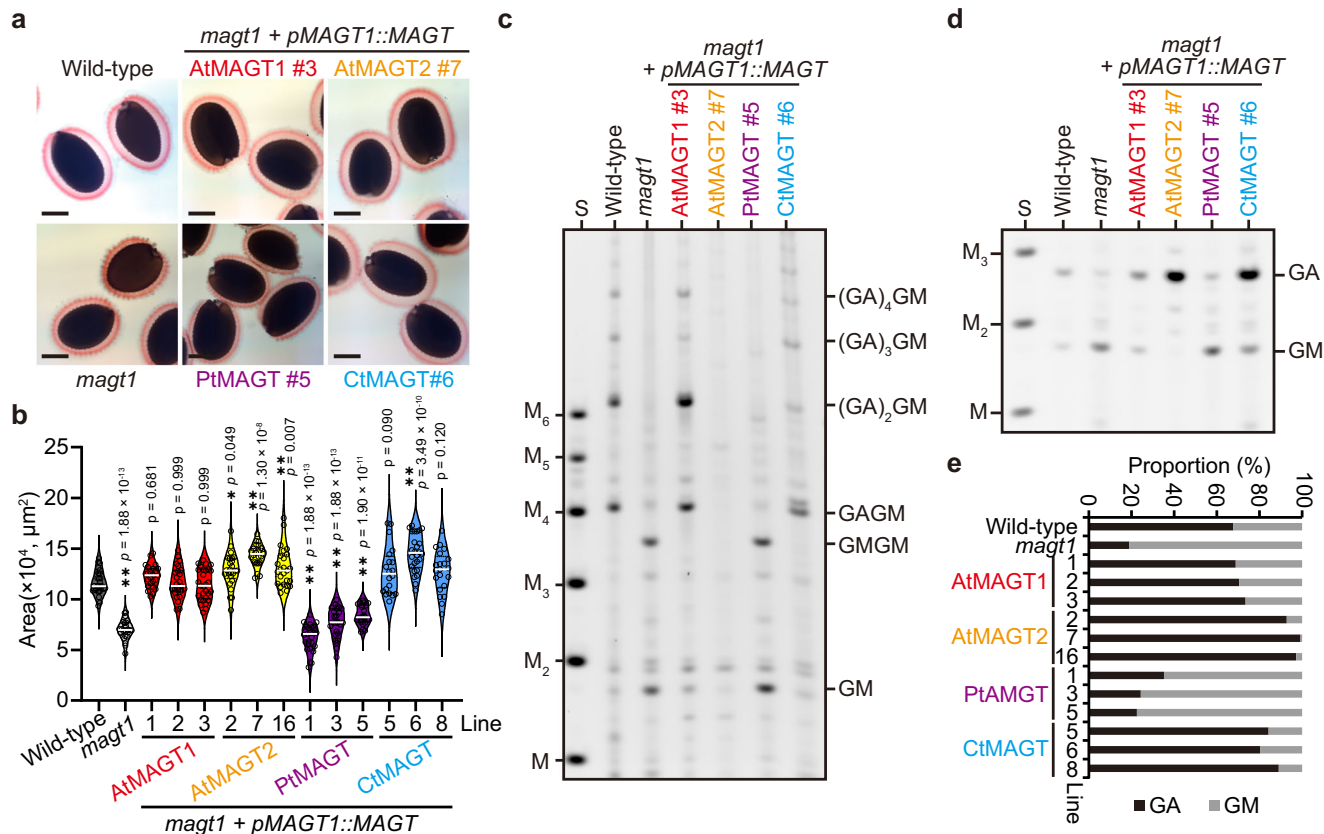 a
magt1 + pMAGT1::MAGT
Wild-type
AtMAGT1 #3
AtMAGT2 #7
magt1
PtMAGT #5
CtMAGT#6
b
Area(×10⁴, μm²)
25
20
15
10
5
0
** p = 1.88 × 10⁻¹³
p = 0.681
p = 0.999
p = 0.999
* p = 0.049
** p = 1.30 × 10⁻⁸
** p = 0.007
** p = 1.88 × 10⁻¹³
** p = 1.88 × 10⁻¹³
** p = 1.90 × 10⁻¹¹
p = 0.090
** p = 3.49 × 10⁻¹⁰
p = 0.120
Wild-type
magt1
1 2 3 2 7 16 1 3 5 5 6 8 Line
AtMAGT1
AtMAGT2
PtMAGT
CtMAGT
magt1 + pMAGT1::MAGT
c
magt1
+ pMAGT1::MAGT
S
Wild-type
magt1
AtMAGT1 #3
AtMAGT2 #7
PtMAGT #5
CtMAGT #6
M₆
M₅
M₄
M₃
M₂
M
(GA)₄GM
(GA)₃GM
(GA)₂GM
GAGM
GMGM
GM
d
magt1
+ pMAGT1::MAGT
S
Wild-type
magt1
AtMAGT1 #3
AtMAGT2 #7
PtMAGT #5
CtMAGT #6
M₃
M₂
M
GA
GM
e
Proportion (%)
0 20 40 60 80 100
Wild-type
magt1
AtMAGT1
1
2
3
AtMAGT2
2
7
16
PtAMGT
1
3
5
CtMAGT
5
6
8
Line
GA GM